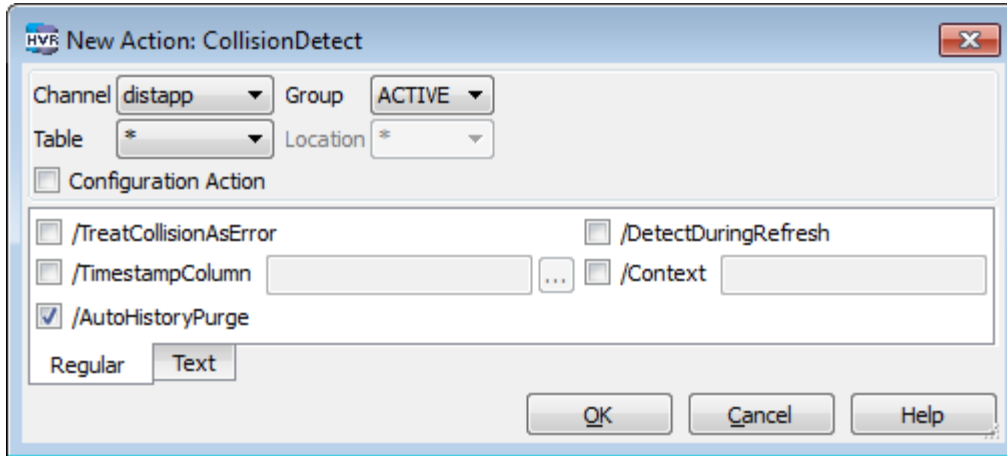 HVR New Action: CollisionDetect
Channel distapp Group ACTIVE
Table * Location *
Configuration Action
/TreatCollisionAsError /DetectDuringRefresh
/TimestampColumn ... /Context
/AutoHistoryPurge
Regular Text
OK Cancel Help